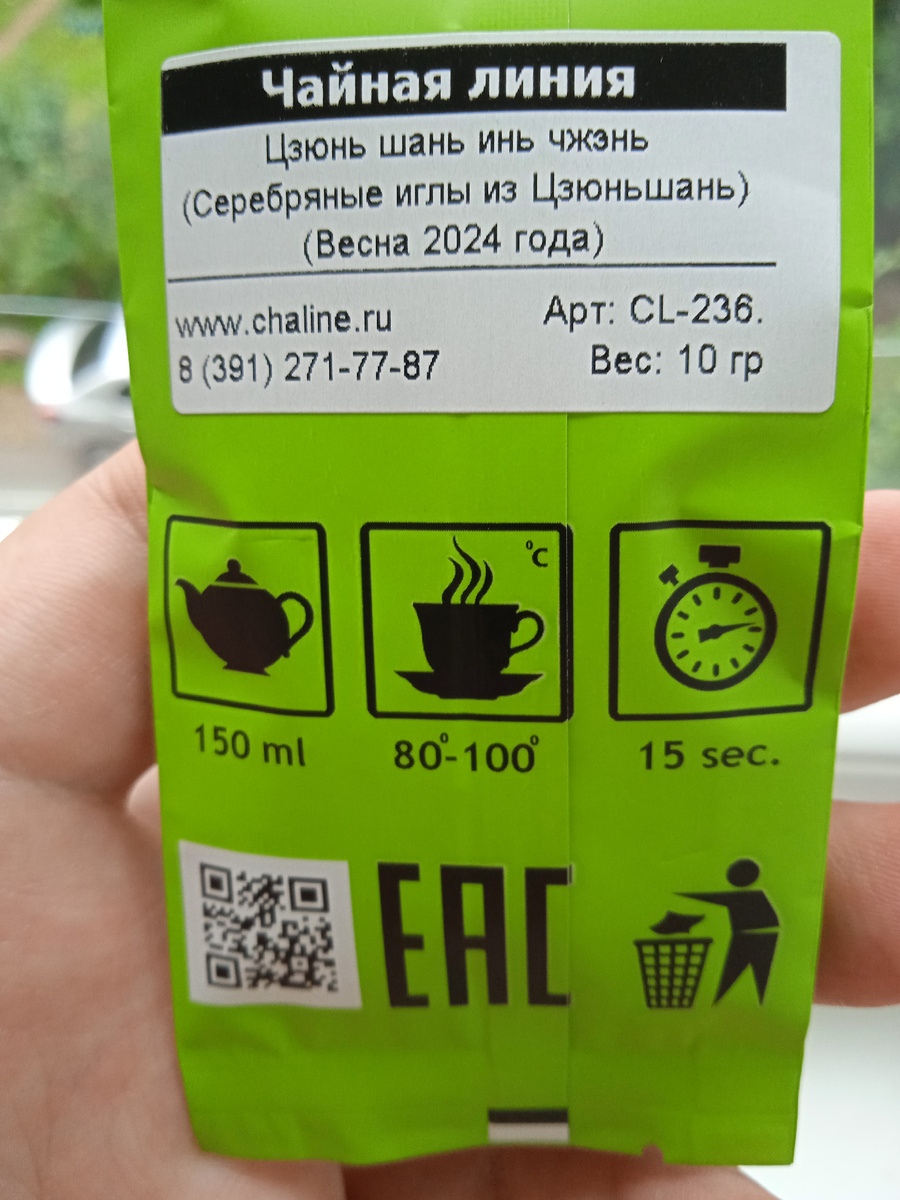 Чайная линия
Цзюнь шань инь чжэнь
(Серебряные иглы из Цзюньшань)
(Весна 2024 года)
www.chaline.ru
Арт: CL-236.
8 (391) 271-77-87
Вес: 10 гр
°C
150 ml
80°-100°
15 sec.
EAC